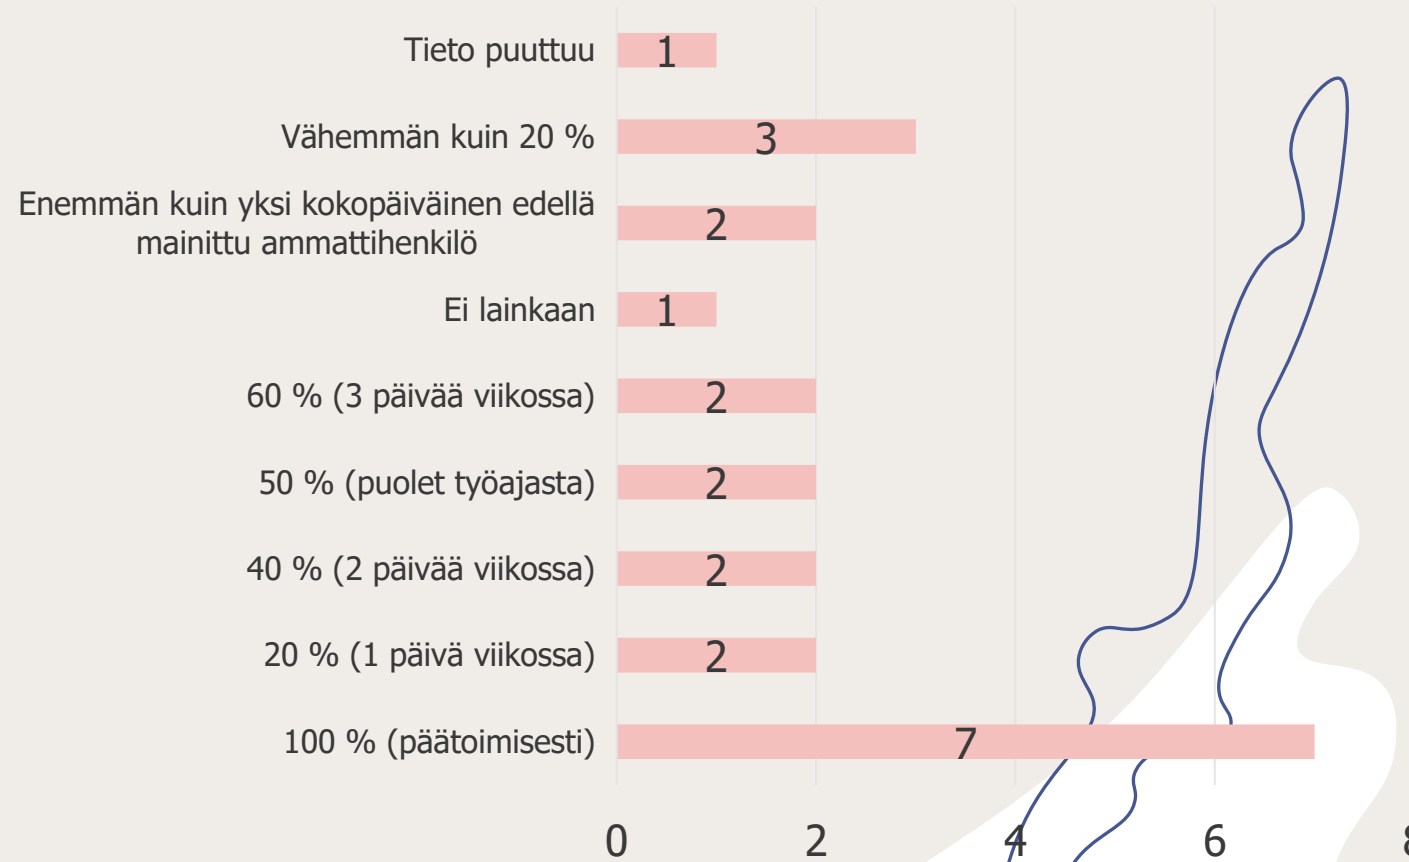 Tieto puuttuu 1
Vähemmän kuin 20 % 3
Enemmän kuin yksi kokopäiväinen edellä
mainittu ammattihenkilö 2
Ei lainkaan 1
60 % (3 päivää viikossa) 2
50 % (puolet työajasta) 2
40 % (2 päivää viikossa) 2
20 % (1 päivä viikossa) 2
100 % (päätoimisesti) 7
0 2 4 6